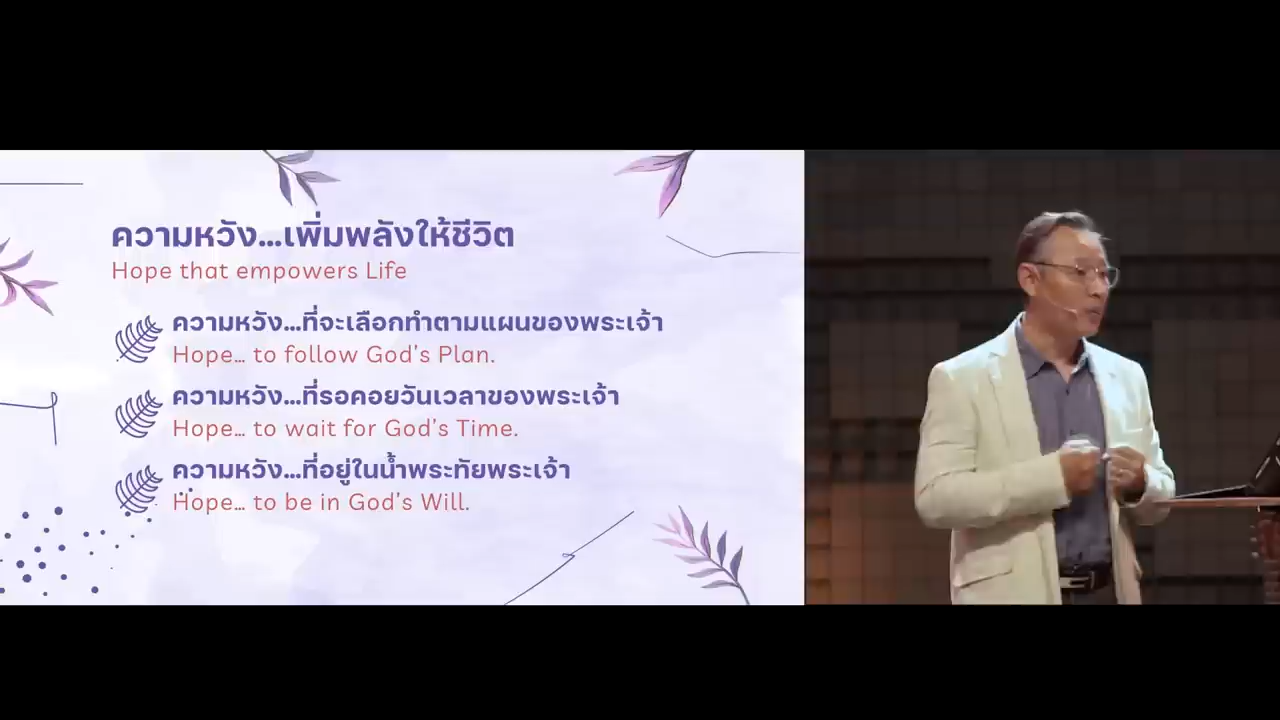 ความหวัง...เพิ่มพลังให้ชีวิต
Hope that empowers Life
ความหวัง...ที่จะเลือกทำตามแผนของพระเจ้า
Hope... to follow God's Plan.
ความหวัง...ที่รอคอยวันเวลาของพระเจ้า
Hope... to wait for God's Time.
ความหวัง...ที่อยู่ในน้ำพระทัยพระเจ้า
Hope... to be in God's Will.